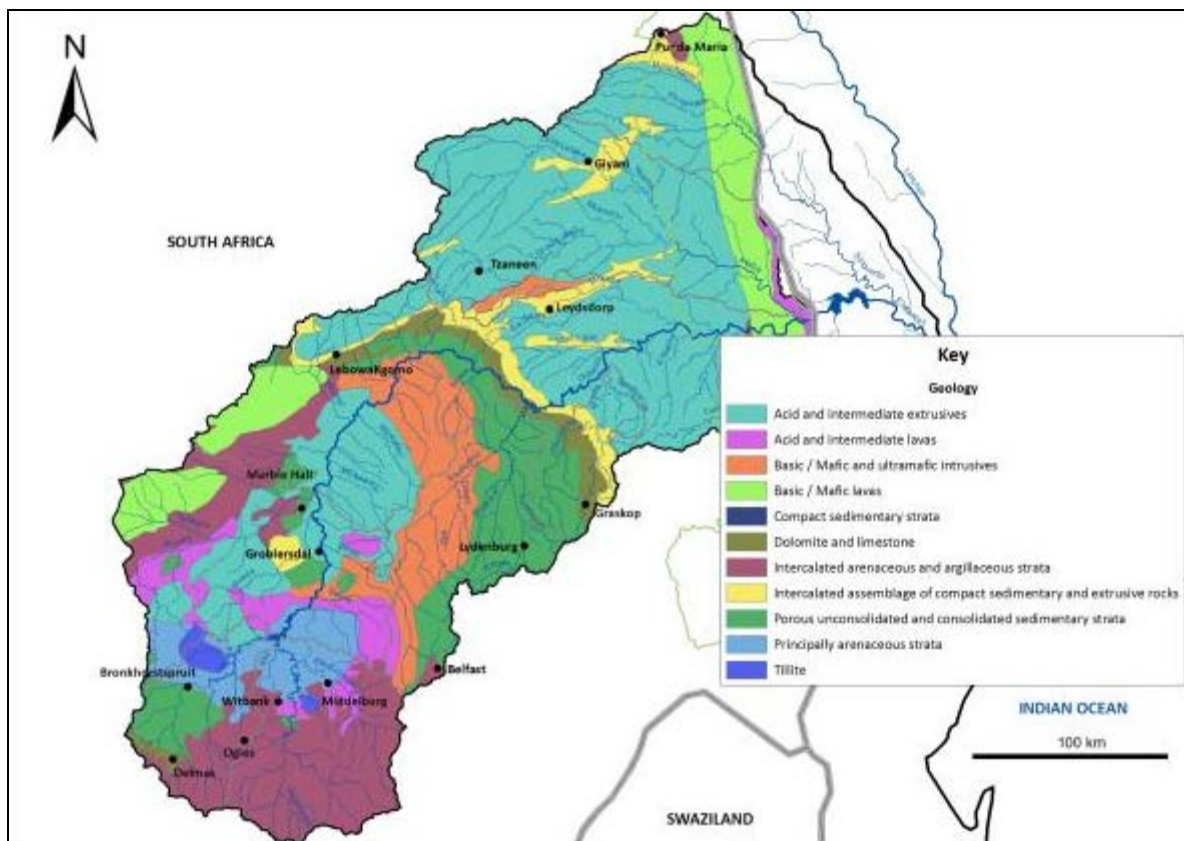 N
Punda Maria
Giyani
SOUTH AFRICA
Tzaneen
Leydsdorp
LebowaKgomo
Marble Hall
Graskop
Groblersdal
Lydenburg
Belfast
Bronkhorstspruit
Witbank
Middelburg
Ogies
Delmas
Key
Geology
Acid and intermediate extrusives
Acid and intermediate lavas
Basic / Mafic and ultramafic intrusives
Basic / Mafic lavas
Compact sedimentary strata
Dolomite and limestone
Intercalated arenaceous and argillaceous strata
Intercalated assemblage of compact sedimentary and extrusive rocks
Porous unconsolidated and consolidated sedimentary strata
Principally arenaceous strata
Tillite
INDIAN OCEAN
100 km
SWAZILAND